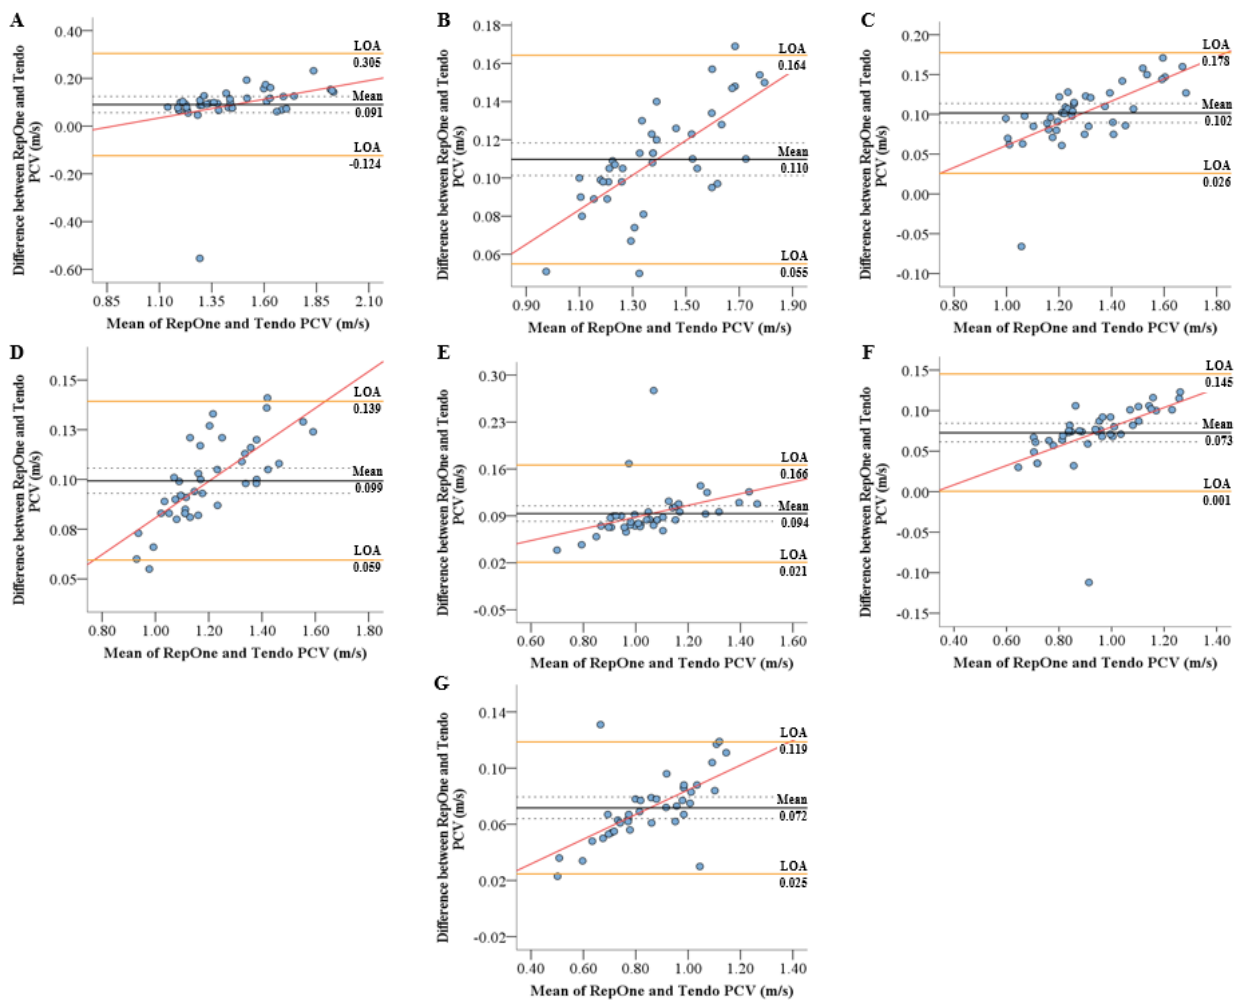 A
Difference between RepOne and Tendo
PCV (m/s)
0.40
0.20
0.00
-0.20
-0.40
-0.60
LOA
0.305
Mean
0.091
LOA
-0.124
0.85 1.10 1.35 1.60 1.85 2.10
Mean of RepOne and Tendo PCV (m/s)
B
Difference between RepOne and Tendo
PCV (m/s)
0.18
0.16
0.14
0.12
0.10
0.08
0.06
LOA
0.164
Mean
0.110
LOA
0.055
0.90 1.10 1.30 1.50 1.70 1.90
Mean of RepOne and Tendo PCV (m/s)
C
Difference between RepOne and Tendo
PCV (m/s)
0.20
0.15
0.10
0.05
0.00
-0.05
-0.10
LOA
0.178
Mean
0.102
LOA
0.026
0.80 1.00 1.20 1.40 1.60 1.80
Mean of RepOne and Tendo PCV (m/s)
D
Difference between RepOne and Tendo
PCV (m/s)
0.15
0.13
0.10
0.08
0.05
LOA
0.139
Mean
0.099
LOA
0.059
0.80 1.00 1.20 1.40 1.60 1.80
Mean of RepOne and Tendo PCV (m/s)
E
Difference between RepOne and Tendo
PCV (m/s)
0.30
0.23
0.16
0.09
0.02
-0.05
LOA
0.166
Mean
0.094
LOA
0.021
0.60 0.80 1.00 1.20 1.40 1.60
Mean of RepOne and Tendo PCV (m/s)
F
Difference between RepOne and Tendo
PCV (m/s)
0.15
0.10
0.05
0.00
-0.05
-0.10
-0.15
LOA
0.145
Mean
0.073
LOA
0.001
0.40 0.60 0.80 1.00 1.20 1.40
Mean of RepOne and Tendo PCV (m/s)
G
Difference between RepOne and Tendo
PCV (m/s)
0.14
0.10
0.06
0.02
-0.02
LOA
0.119
Mean
0.072
LOA
0.025
0.40 0.60 0.80 1.00 1.20 1.40
Mean of RepOne and Tendo PCV (m/s)